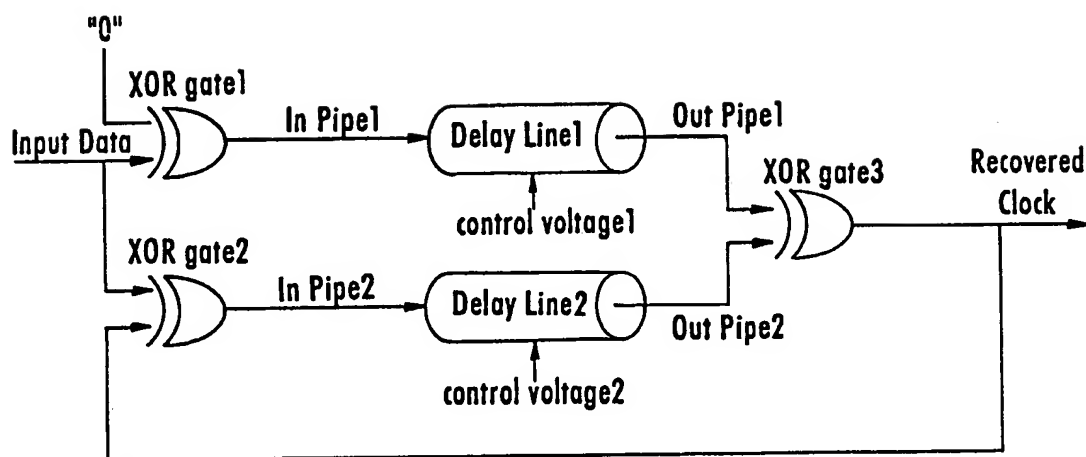 "0"
XOR gate1
Input Data
In Pipe1
Delay Line1
Out Pipe1
control voltage1
XOR gate3
Recovered
Clock
XOR gate2
In Pipe2
Delay Line2
Out Pipe2
control voltage2